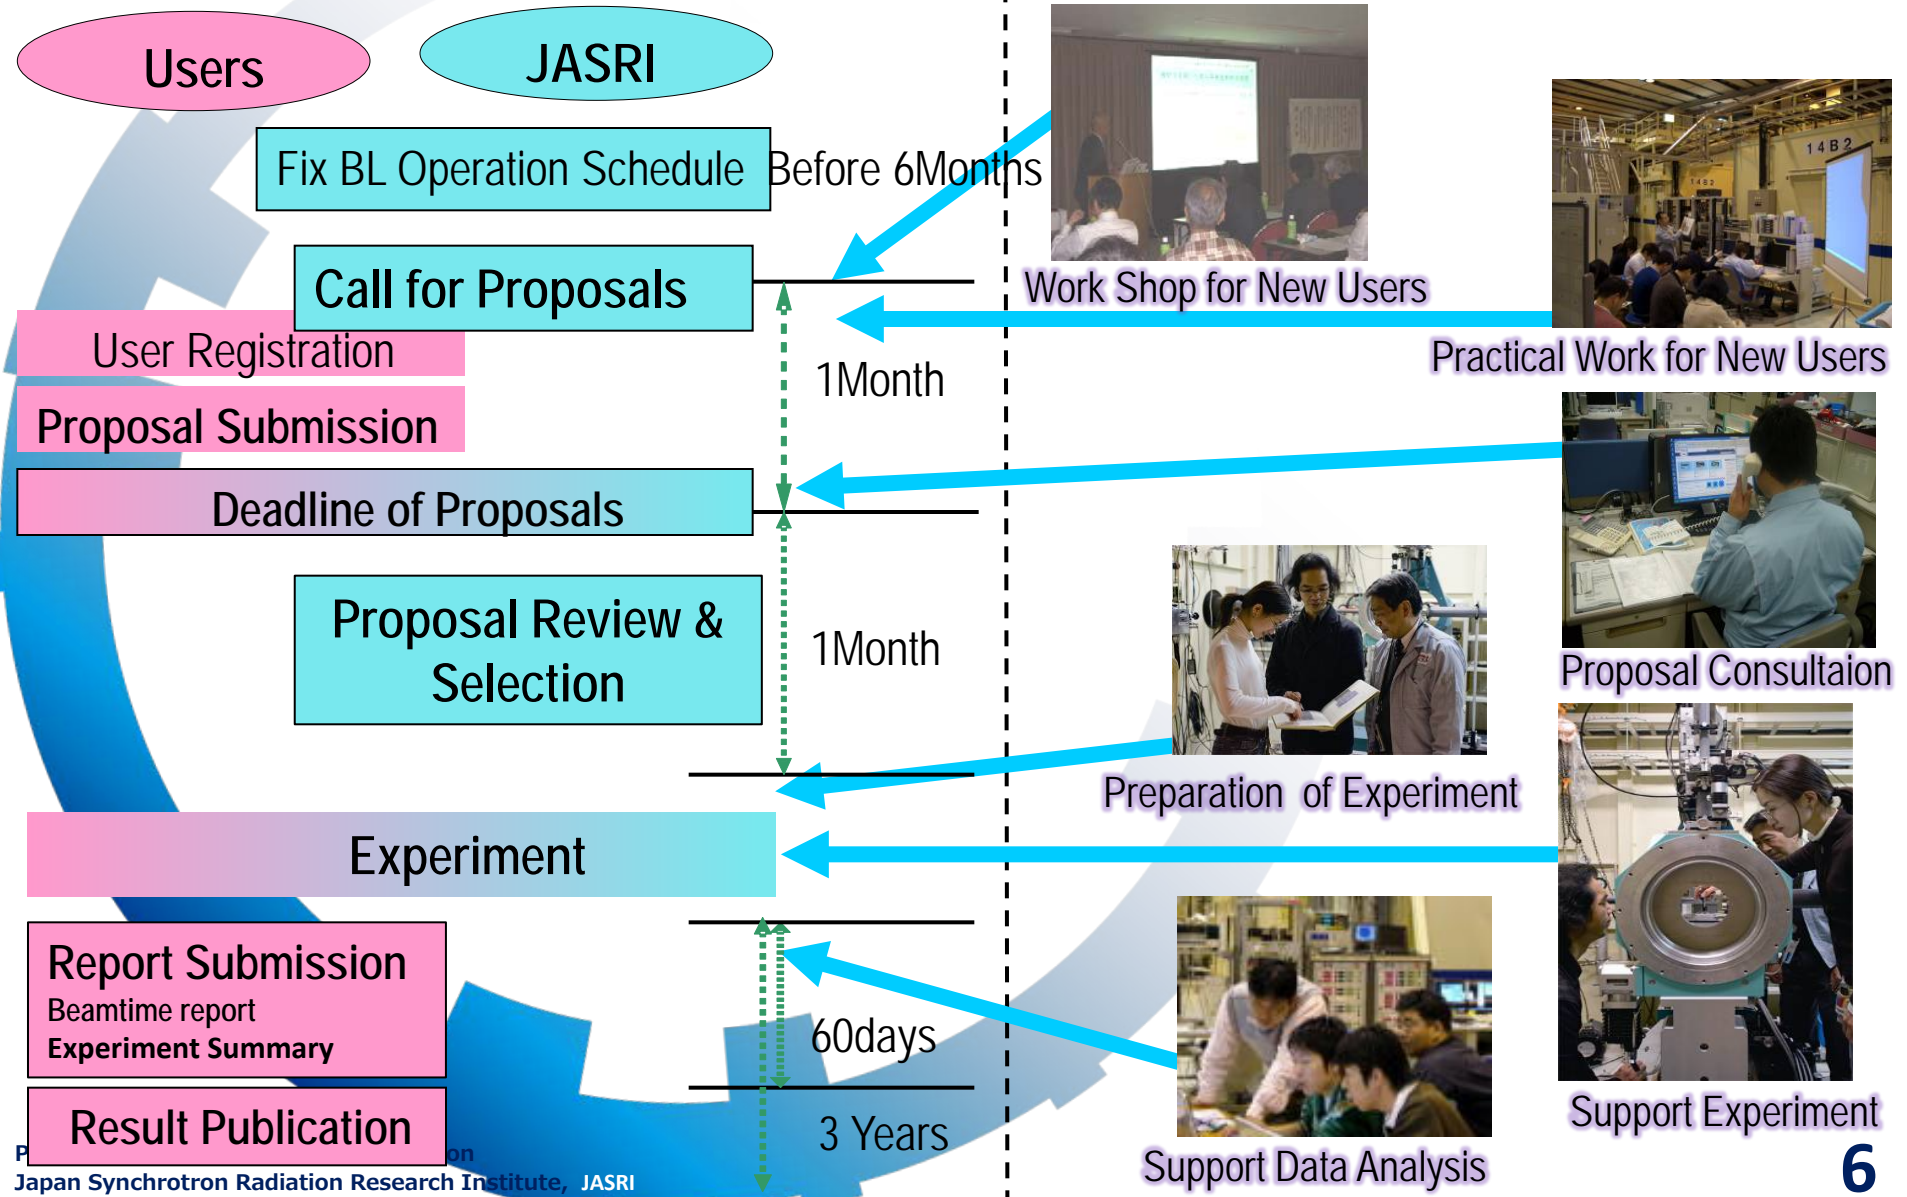 Users
JASRI
Fix BL Operation Schedule
Before 6Months
Call for Proposals
User Registration
1Month
Proposal Submission
Deadline of Proposals
Proposal Review &
Selection
1Month
Experiment
Report Submission
Beamtime report
Experiment Summary
60days
Result Publication
3 Years
Work Shop for New Users
14B2
14B2
Practical Work for New Users
Proposal Consultaion
Preparation of Experiment
Support Experiment
Support Data Analysis
Japan Synchrotron Radiation Research Institute, JASRI
6